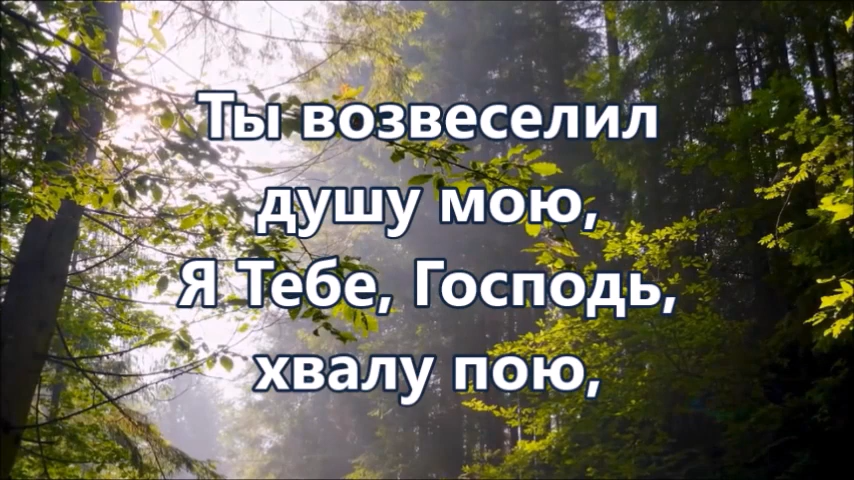 Ты возвеселил
душу мою,
Я Тебе, Господь,
хвалу пою,